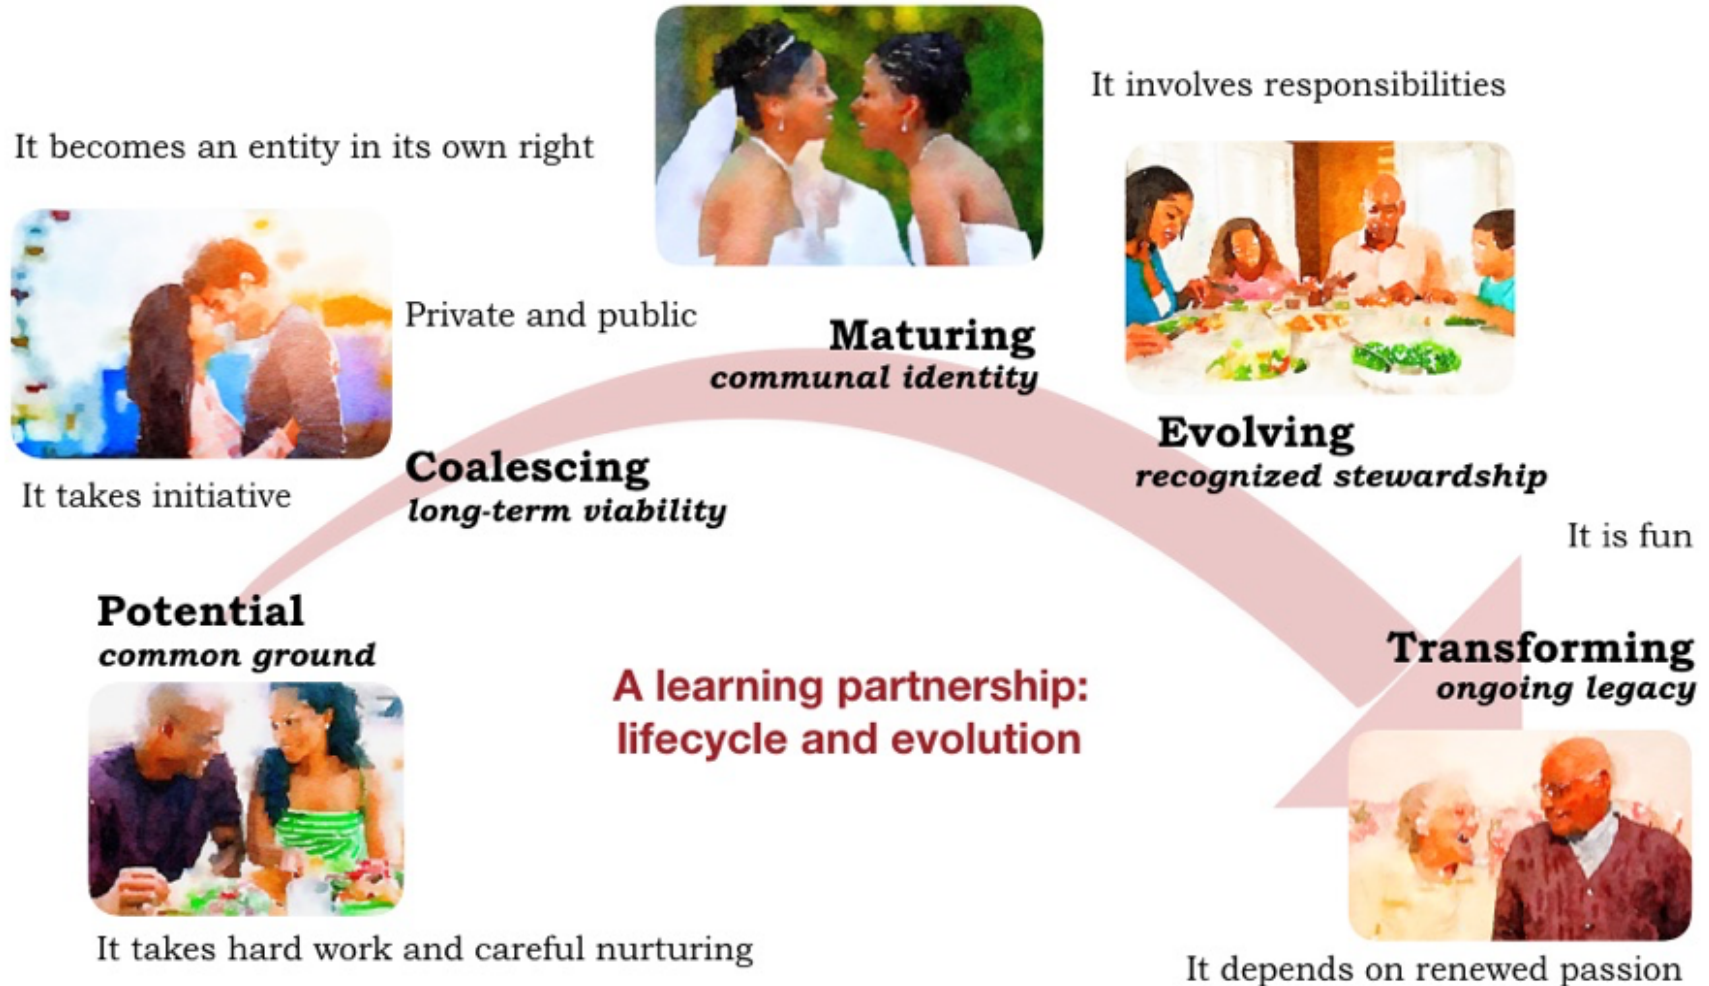 It involves responsibilities
It becomes an entity in its own right
Private and public
Maturing
communal identity
Evolving
recognized stewardship
Coalescing
long-term viability
It takes initiative
It is fun
Potential
common ground
Transforming
ongoing legacy
A learning partnership:
lifecycle and evolution
It takes hard work and careful nurturing
It depends on renewed passion